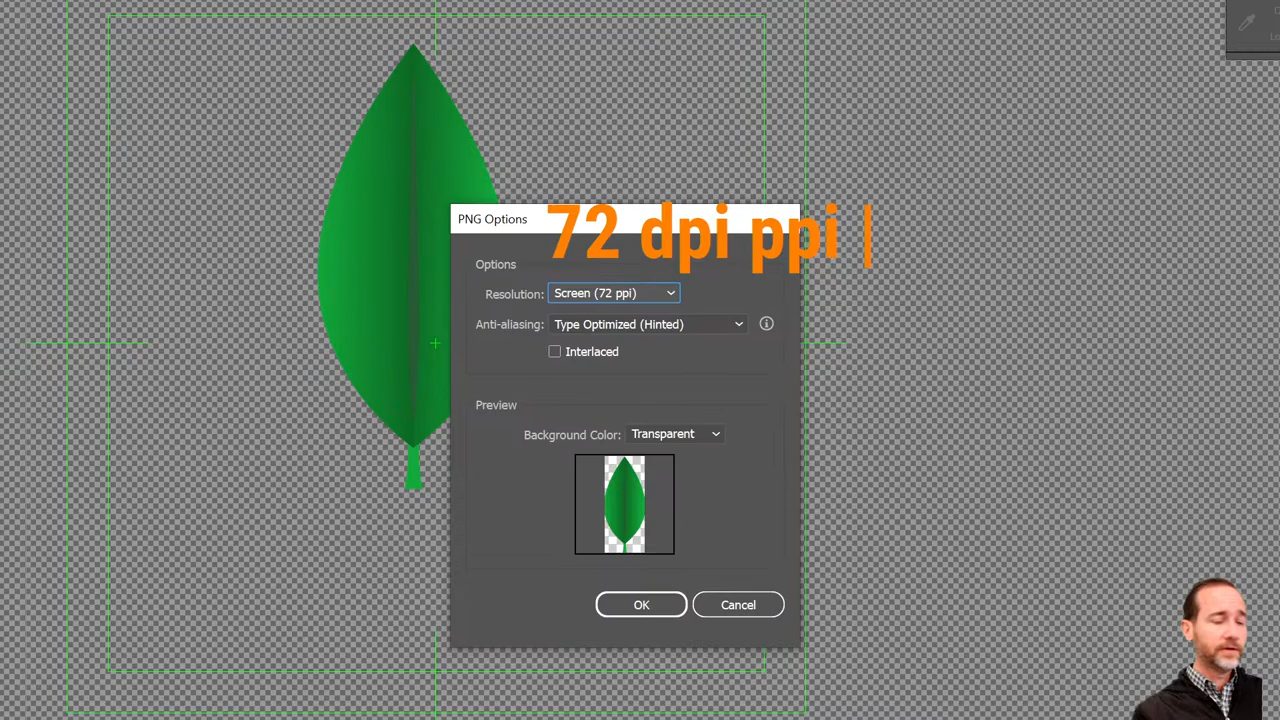 PNG Options
72 dpi ppi |
Options
Resolution: Screen (72 ppi)
Anti-aliasing: Type Optimized (Hinted)
Interlaced
Preview
Background Color: Transparent
OK Cancel